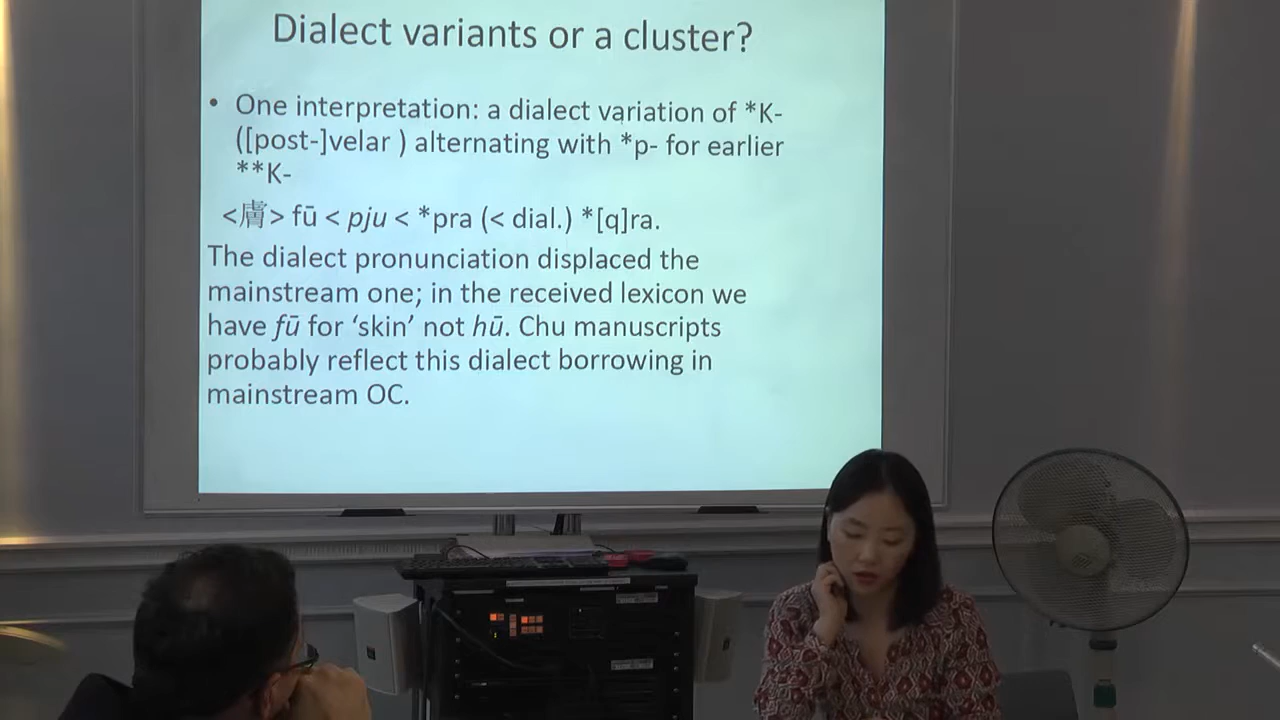 Dialect variants or a cluster?
• One interpretation: a dialect variation of *K-
([post-]velar ) alternating with *p- for earlier
**K-
<膚> fū < pju < *pra (< dial.) *[q]ra.
The dialect pronunciation displaced the
mainstream one; in the received lexicon we
have fū for ‘skin’ not hū. Chu manuscripts
probably reflect this dialect borrowing in
mainstream OC.